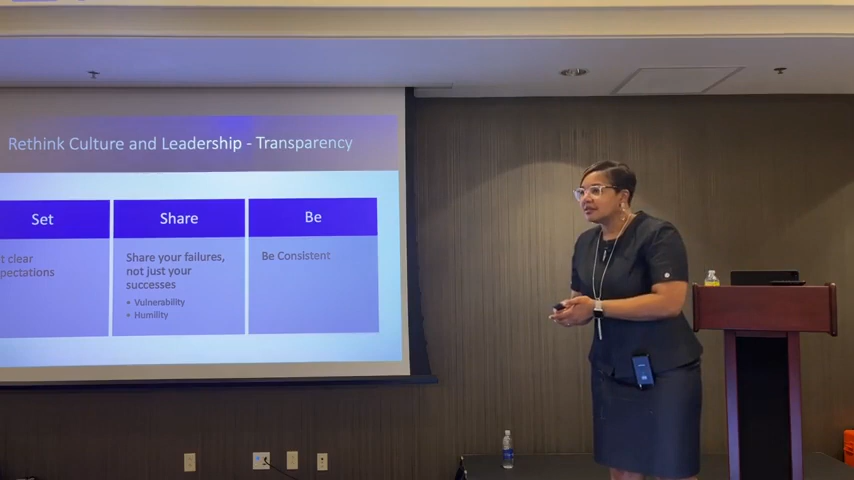 Rethink Culture and Leadership - Transparency
Set
t clear
pectations
Share
Share your failures,
not just your
successes
• Vulnerability
• Humility
Be
Be Consistent